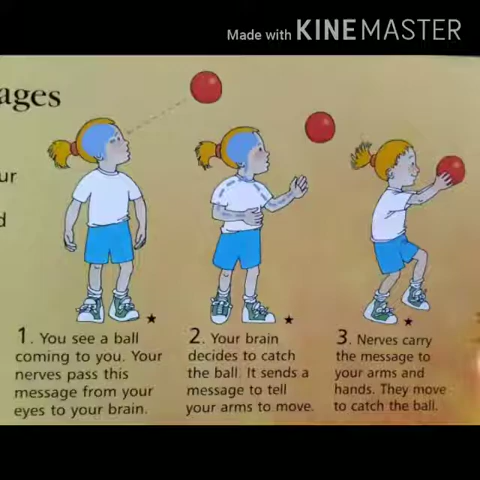 Made with KINEMASTER
ages
ur
d
1. You see a ball
coming to you. Your
nerves pass this
message from your
eyes to your brain.
2. Your brain
decides to catch
the ball. It sends a
message to tell
your arms to move.
3. Nerves carry
the message to
your arms and
hands. They move
to catch the ball.